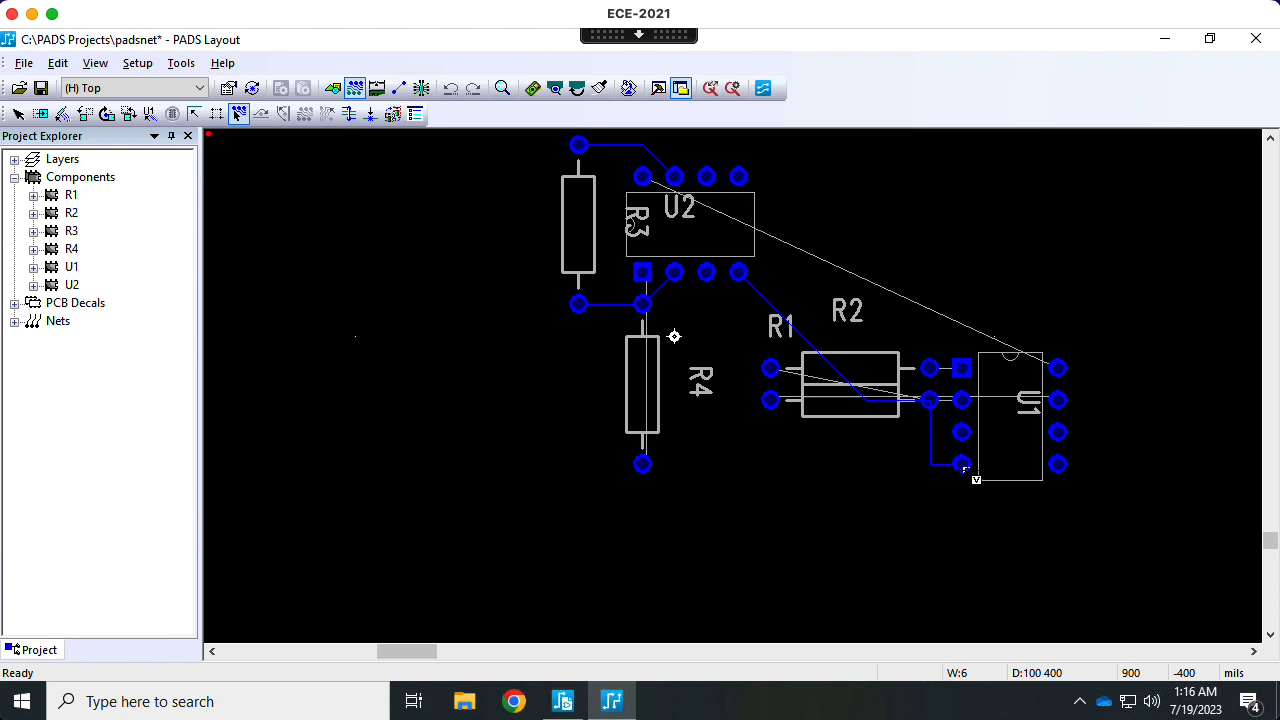 ECE-2021
C:\PADS Projects\padsnet* - PADS Layout
File Edit View Setup Tools Help
(H) Top
Project Explorer
Layers
Components
R1
R2
R3
R4
U1
U2
PCB Decals
Nets
U2
R3
R2
R1
R4
U1
V
Project
Ready W:6 D:100 400 900 -400 mils
Type here to search
1:16 AM
7/19/2023
4